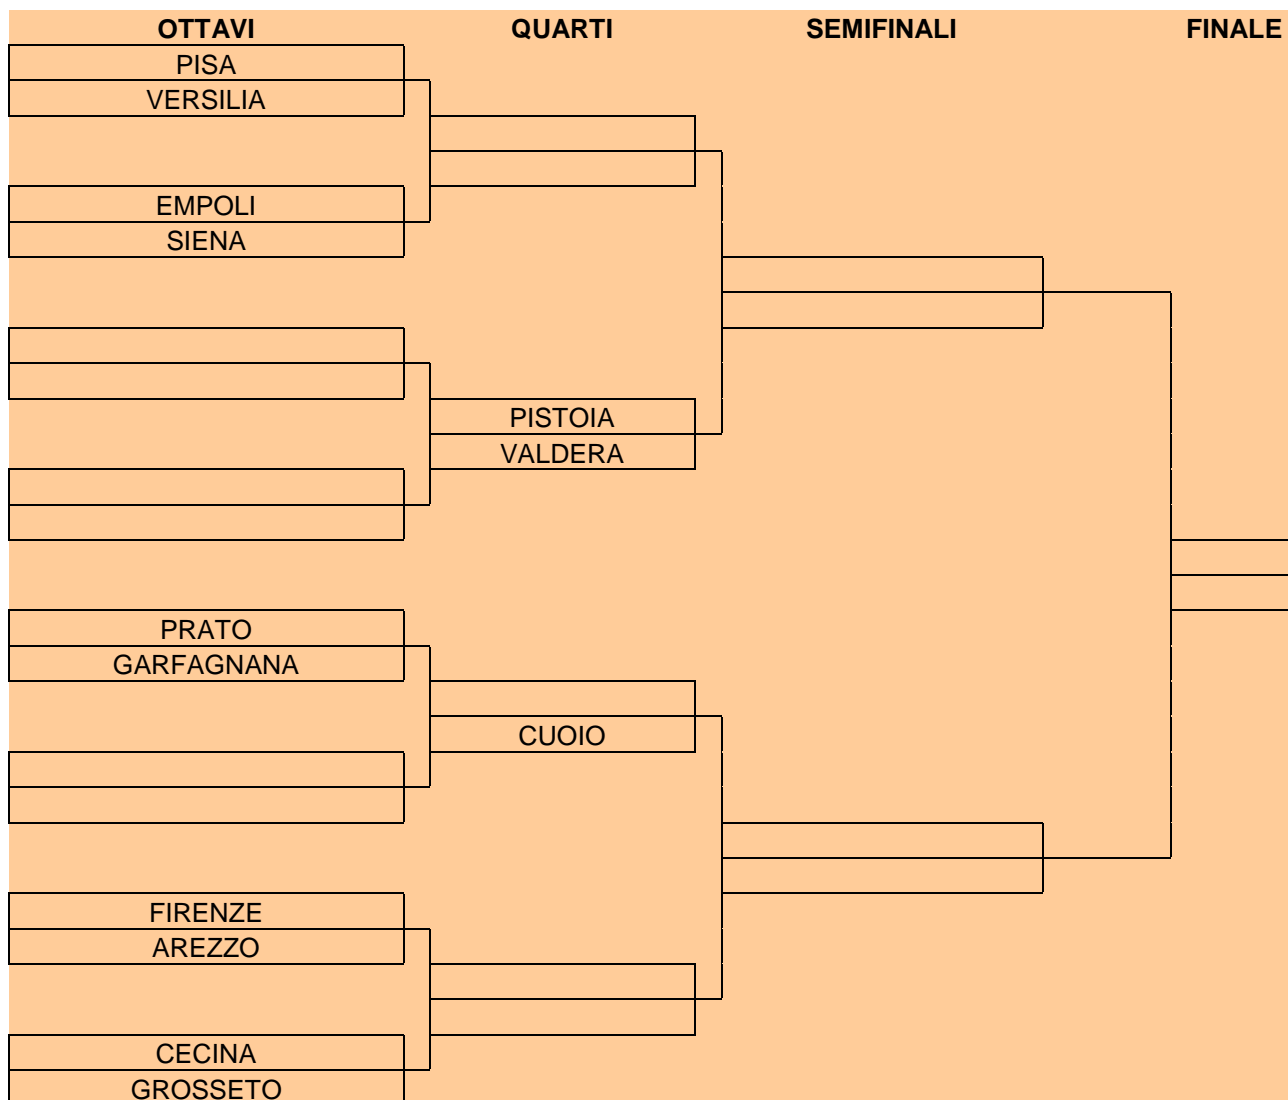 OTTAVI QUARTI SEMIFINALI FINALE
PISA
VERSILIA
EMPOLI
SIENA
PISTOIA
VALDERA
PRATO
GARFAGNANA
CUOIO
FIRENZE
AREZZO
CECINA
GROSSETO